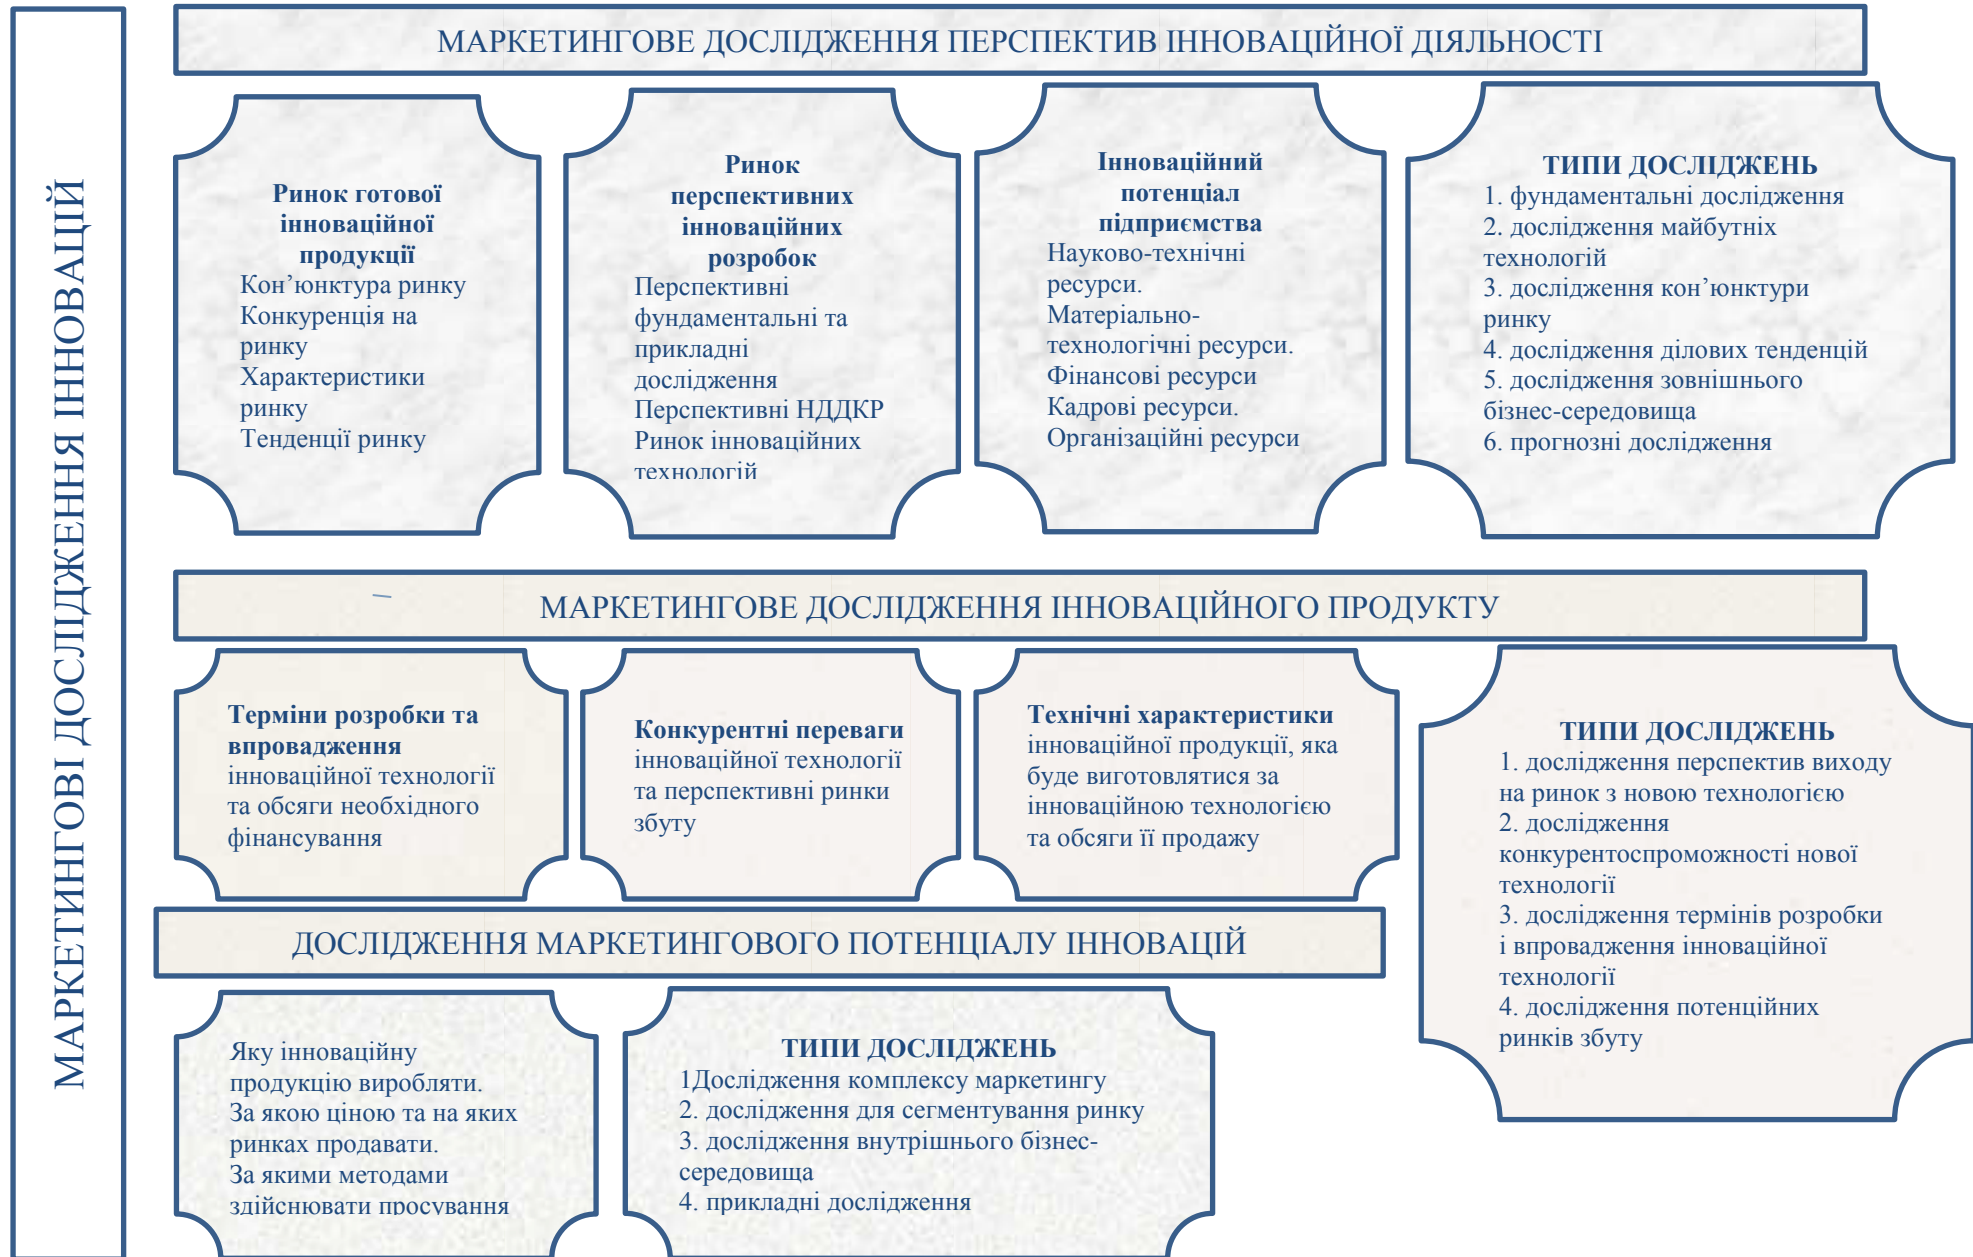 МАРКЕТИНГОВІ ДОСЛІДЖЕННЯ ІННОВАЦІЙ
МАРКЕТИНГОВЕ ДОСЛІДЖЕННЯ ПЕРСПЕКТИВ ІННОВАЦІЙНОЇ ДІЯЛЬНОСТІ
Ринок готової
інноваційної
продукції
Кон’юнктура ринку
Конкуренція на
ринку
Характеристики
ринку
Тенденції ринку
Ринок
перспективних
інноваційних
розробок
Перспективні
фундаментальні та
прикладні
дослідження
Перспективні НДДКР
Ринок інноваційних
технологій
Інноваційний
потенціал
підприємства
Науково-технічні
ресурси.
Матеріально-
технологічні ресурси.
Фінансові ресурси
Кадрові ресурси.
Організаційні ресурси
ТИПИ ДОСЛІДЖЕНЬ
1. фундаментальні дослідження
2. дослідження майбутніх
технологій
3. дослідження кон’юнктури
ринку
4. дослідження ділових тенденцій
5. дослідження зовнішнього
бізнес-середовища
6. прогнозні дослідження
МАРКЕТИНГОВЕ ДОСЛІДЖЕННЯ ІННОВАЦІЙНОГО ПРОДУКТУ
Терміни розробки та
впровадження
інноваційної технології
та обсяги необхідного
фінансування
Конкурентні переваги
інноваційної технології
та перспективні ринки
збуту
Технічні характеристики
інноваційної продукції, яка
буде виготовлятися за
інноваційною технологією
та обсяги її продажу
ТИПИ ДОСЛІДЖЕНЬ
1. дослідження перспектив виходу
на ринок з новою технологією
2. дослідження
конкурентоспроможності нової
технології
3. дослідження термінів розробки
і впровадження інноваційної
технології
4. дослідження потенційних
ринків збуту
ДОСЛІДЖЕННЯ МАРКЕТИНГОВОГО ПОТЕНЦІАЛУ ІННОВАЦІЙ
Яку інноваційну
продукцію виробляти.
За якою ціною та на яких
ринках продавати.
За якими методами
здійснювати просування
ТИПИ ДОСЛІДЖЕНЬ
1Дослідження комплексу маркетингу
2. дослідження для сегментування ринку
3. дослідження внутрішнього бізнес-
середовища
4. прикладні дослідження